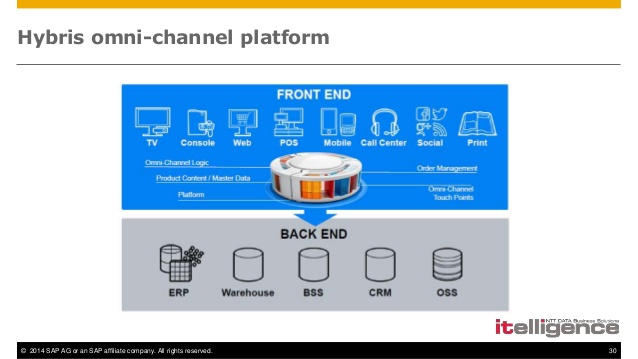 Hybris omni-channel platform
FRONT END
TV Console Web POS Mobile Call Center Social Print
Omni-Channel Logic
Product Content / Master Data
Platform
Order Management
Omni-Channel
Touch Points
BACK END
ERP Warehouse BSS CRM OSS
NTT DATA Business Solutions
itelligence
© 2014 SAP AG or an SAP affiliate company. All rights reserved. 30